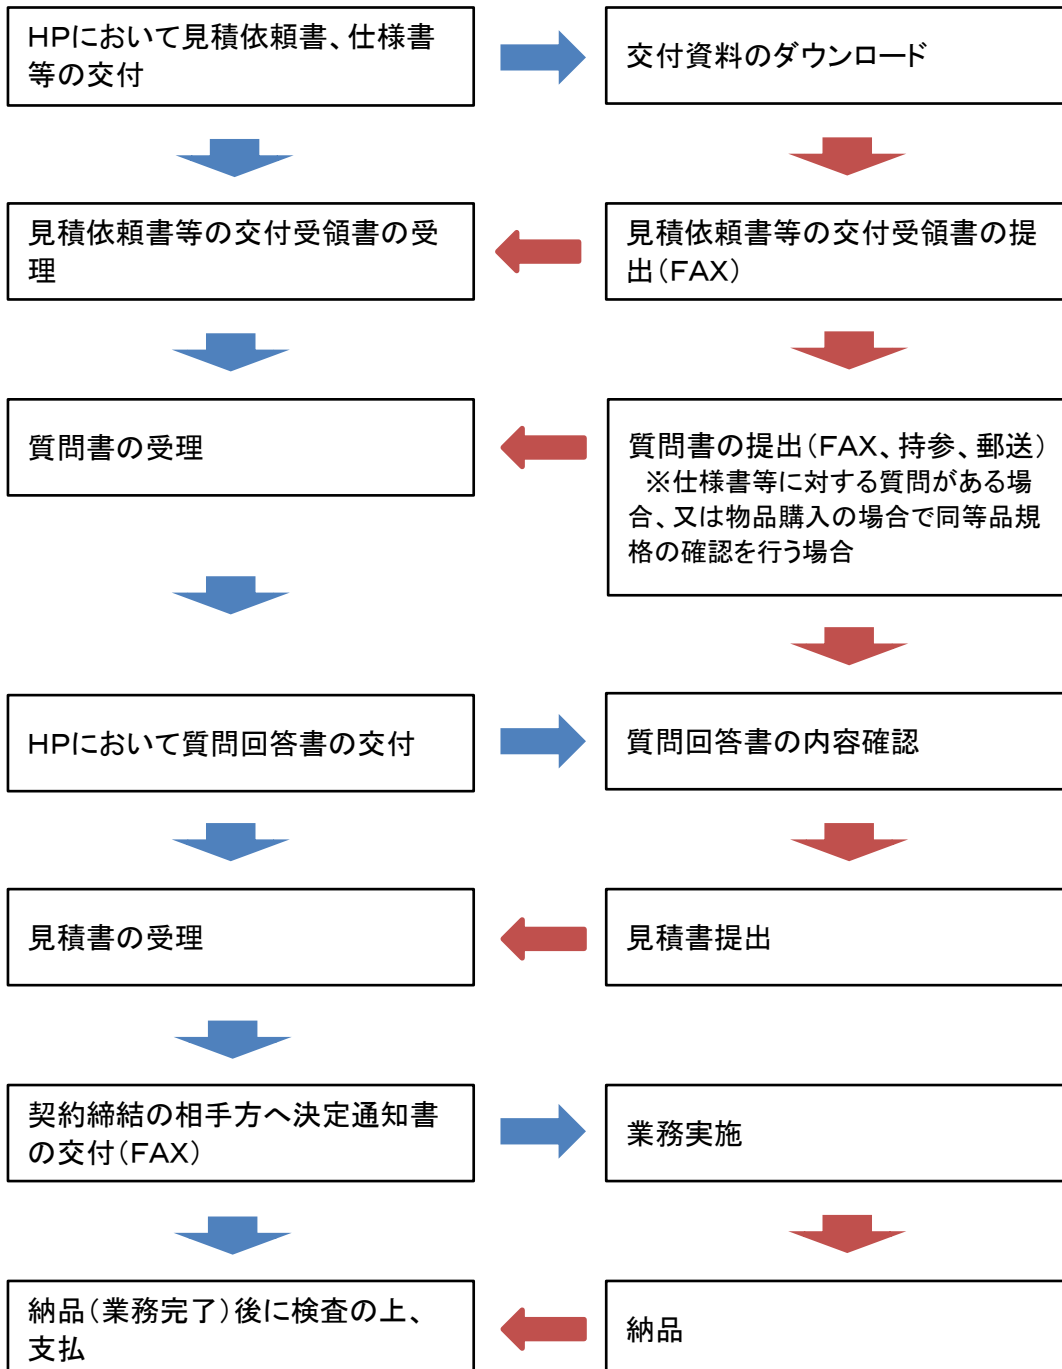 HPにおいて見積依頼書、仕様書
等の交付
交付資料のダウンロード
見積依頼書等の交付受領書の受
理
見積依頼書等の交付受領書の提
出(FAX)
質問書の受理
質問書の提出(FAX、持参、郵送)
※仕様書等に対する質問がある場
合、又は物品購入の場合で同等品規
格の確認を行う場合
HPにおいて質問回答書の交付
質問回答書の内容確認
見積書の受理
見積書提出
契約締結の相手方へ決定通知書
の交付(FAX)
業務実施
納品(業務完了)後に検査の上、
支払
納品